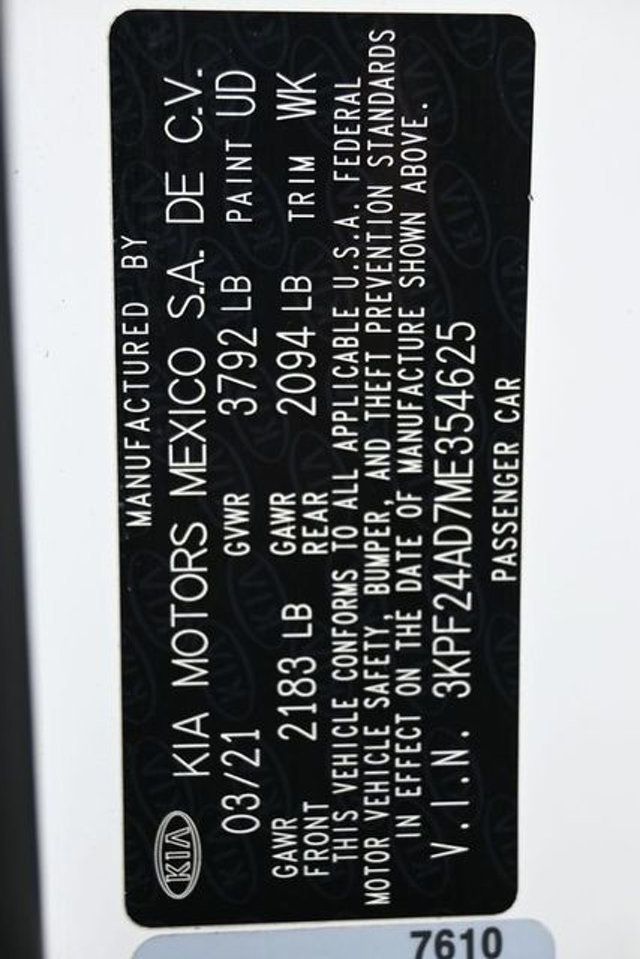 MANUFACTURED BY
KIA KIA MOTORS MEXICO S.A. DE C.V.
03/21 GVWR 3792 LB PAINT UD
GAWR FRONT 2183 LB GAWR REAR 2094 LB TRIM WK
THIS VEHICLE CONFORMS TO ALL APPLICABLE U.S.A. FEDERAL
MOTOR VEHICLE SAFETY, BUMPER, AND THEFT PREVENTION STANDARDS
IN EFFECT ON THE DATE OF MANUFACTURE SHOWN ABOVE.
V.I.N. 3KPF24AD7ME354625
PASSENGER CAR
7610